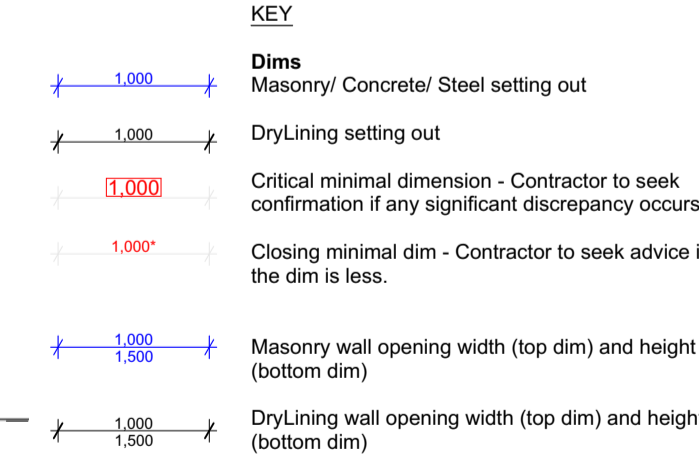 KEY
Dims
1,000
Masonry/ Concrete/ Steel setting out
1,000
DryLining setting out
1,000
Critical minimal dimension - Contractor to seek
confirmation if any significant discrepancy occurs
1,000*
Closing minimal dim - Contractor to seek advice i
the dim is less.
1,000
1,500
Masonry wall opening width (top dim) and height
(bottom dim)
1,000
1,500
DryLining wall opening width (top dim) and heigh
(bottom dim)